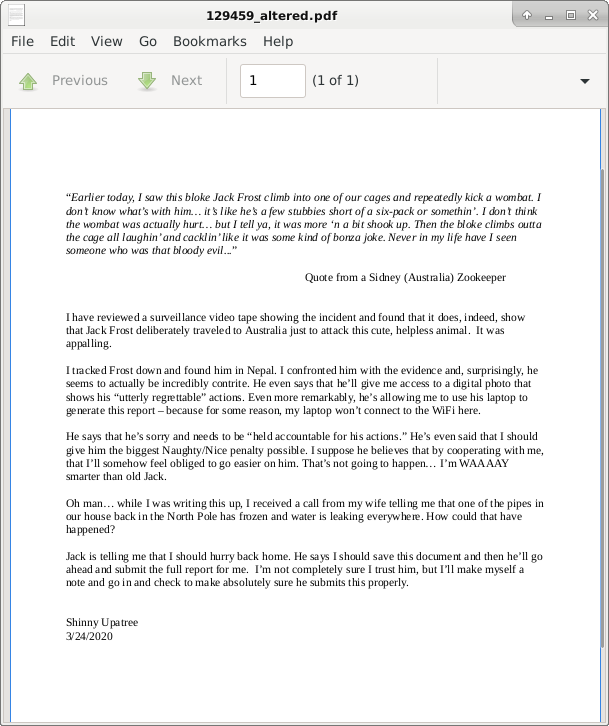 129459_altered.pdf
File Edit View Go Bookmarks Help
Previous Next 1 (1 of 1)
“Earlier today, I saw this bloke Jack Frost climb into one of our cages and repeatedly kick a wombat. I
don’t know what’s with him… it’s like he’s a few stubbies short of a six-pack or somethin’. I don’t think
the wombat was actually hurt… but I tell ya, it was more ‘n a bit shook up. Then the bloke climbs outta
the cage all laughin’ and cacklin’ like it was some kind of bonza joke. Never in my life have I seen
someone who was that bloody evil...”
Quote from a Sidney (Australia) Zookeeper
I have reviewed a surveillance video tape showing the incident and found that it does, indeed, show
that Jack Frost deliberately traveled to Australia just to attack this cute, helpless animal. It was
appalling.
I tracked Frost down and found him in Nepal. I confronted him with the evidence and, surprisingly, he
seems to actually be incredibly contrite. He even says that he’ll give me access to a digital photo that
shows his “utterly regrettable” actions. Even more remarkably, he’s allowing me to use his laptop to
generate this report – because for some reason, my laptop won’t connect to the WiFi here.
He says that he’s sorry and needs to be “held accountable for his actions.” He’s even said that I should
give him the biggest Naughty/Nice penalty possible. I suppose he believes that by cooperating with me,
that I’ll somehow feel obliged to go easier on him. That’s not going to happen… I’m WAAAAY
smarter than old Jack.
Oh man… while I was writing this up, I received a call from my wife telling me that one of the pipes in
our house back in the North Pole has frozen and water is leaking everywhere. How could that have
happened?
Jack is telling me that I should hurry back home. He says I should save this document and then he’ll go
ahead and submit the full report for me. I’m not completely sure I trust him, but I’ll make myself a
note and go in and check to make absolutely sure he submits this properly.
Shinny Upatree
3/24/2020